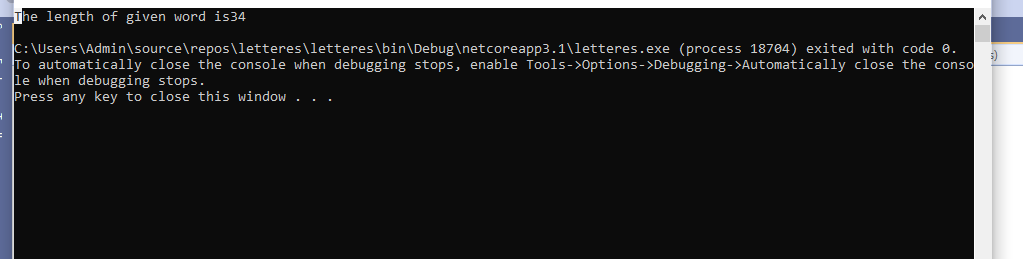 The length of given word is34
C:\Users\Admin\source\repos\letteres\letteres\bin\Debug\netcoreapp3.1\letteres.exe (process 18704) exited with code 0.
To automatically close the console when debugging stops, enable Tools->Options->Debugging->Automatically close the conso
le when debugging stops.
Press any key to close this window . . .